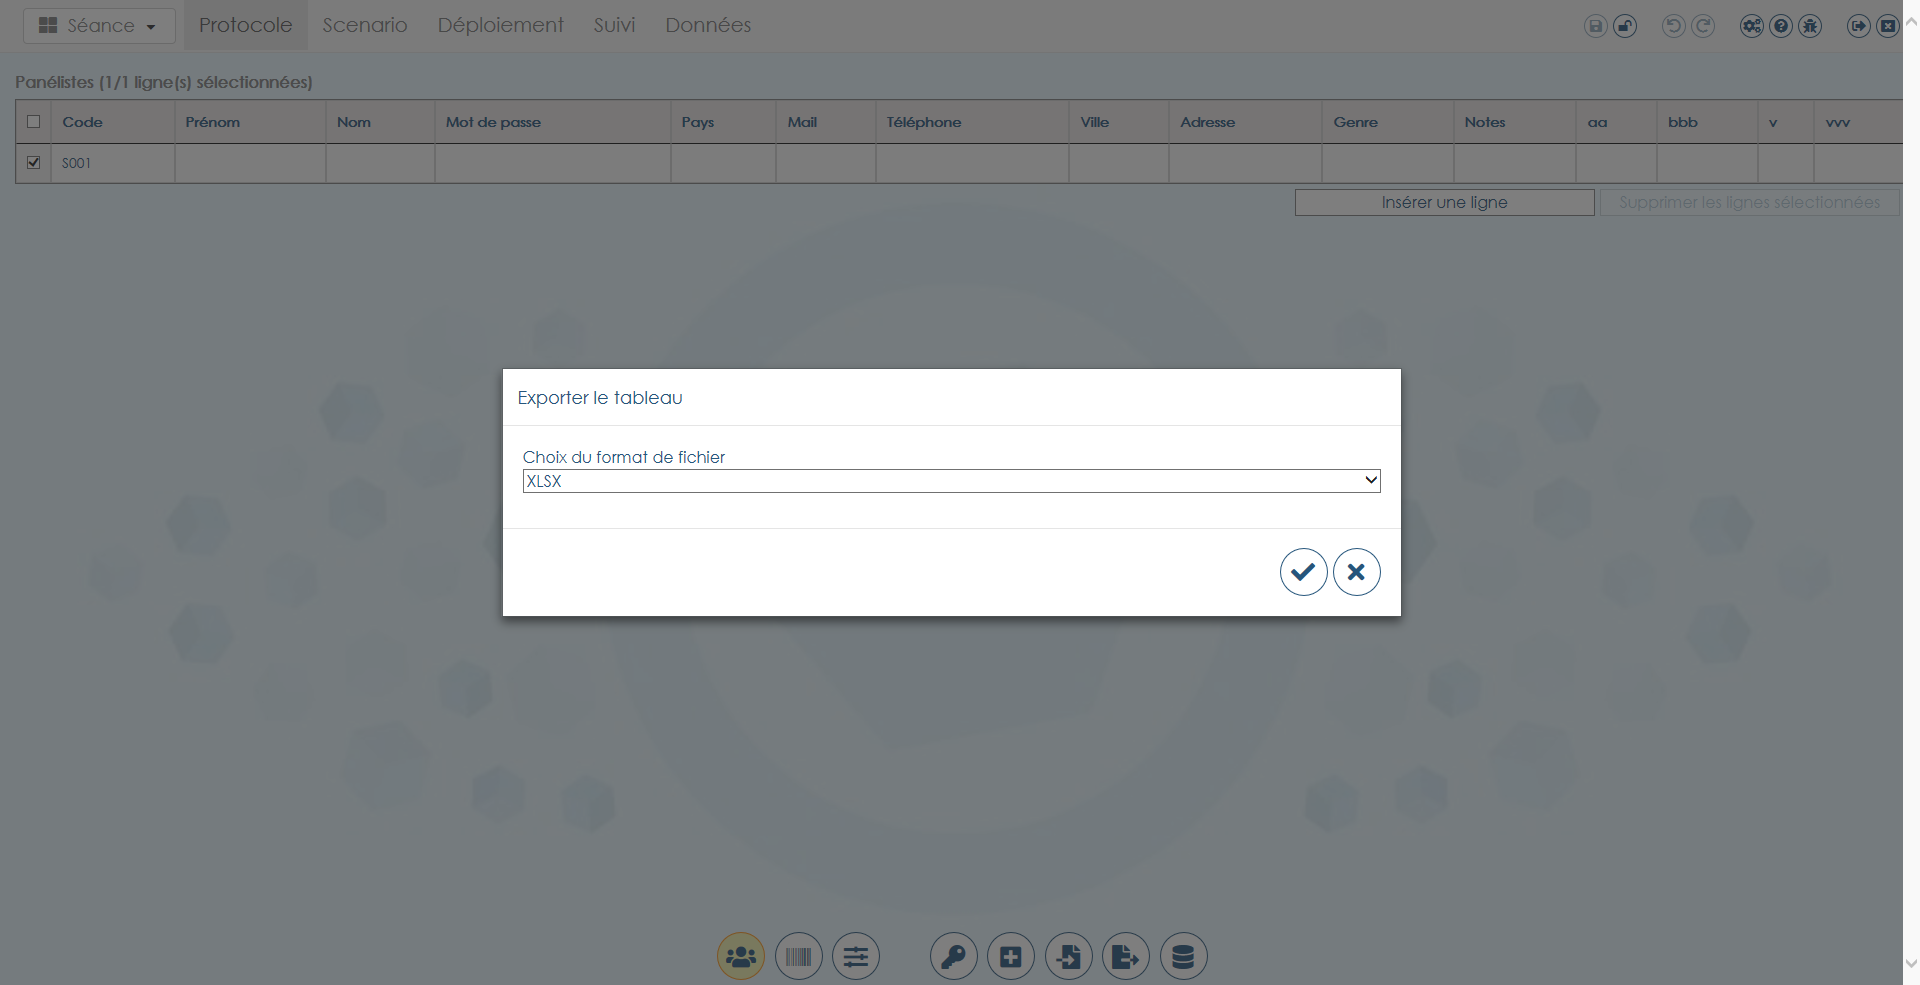 Séance Protocole Scenario Déploiement Suivi Données
Panélistes (1/1 ligne(s) sélectionnées)
Code Prénom Nom Mot de passe Pays Mail Téléphone Ville Adresse Genre Notes aa bbb v vvv
S001
Insérer une ligne Supprimer les lignes sélectionnées
Exporter le tableau
Choix du format de fichier
XLSX